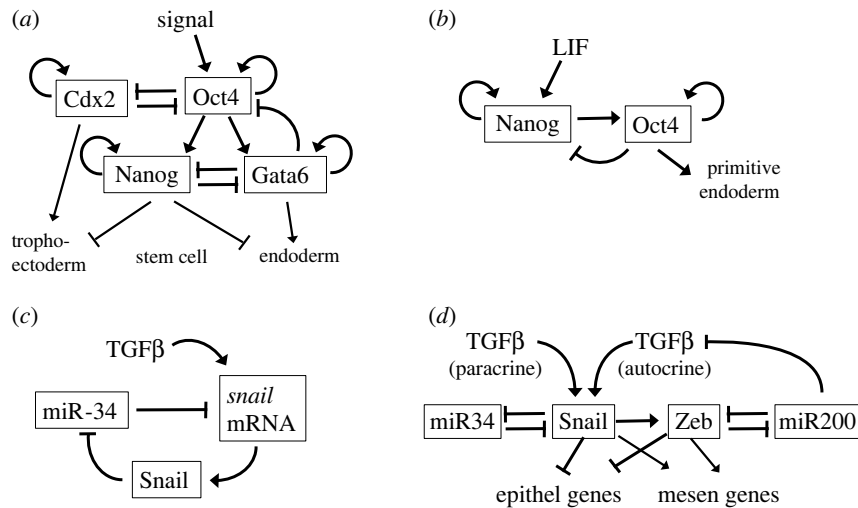 (a)
signal
Cdx2
Oct4
Nanog
Gata6
tropho-
ectoderm
stem cell
endoderm
(b)
LIF
Nanog
Oct4
primitive
endoderm
(c)
TGFβ
miR-34
snail
mRNA
Snail
(d)
TGFβ
(paracrine)
TGFβ
(autocrine)
miR34
Snail
Zeb
miR200
epithel genes
mesen genes